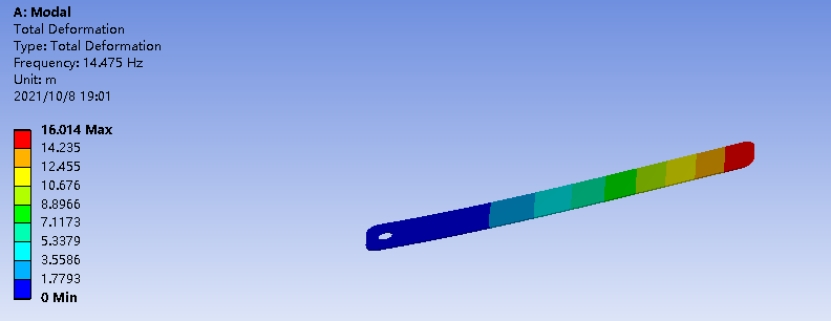 A: Modal
Total Deformation
Type: Total Deformation
Frequency: 14.475 Hz
Unit: m
2021/10/8 19:01
16.014 Max
14.235
12.455
10.676
8.8966
7.1173
5.3379
3.5586
1.7793
0 Min